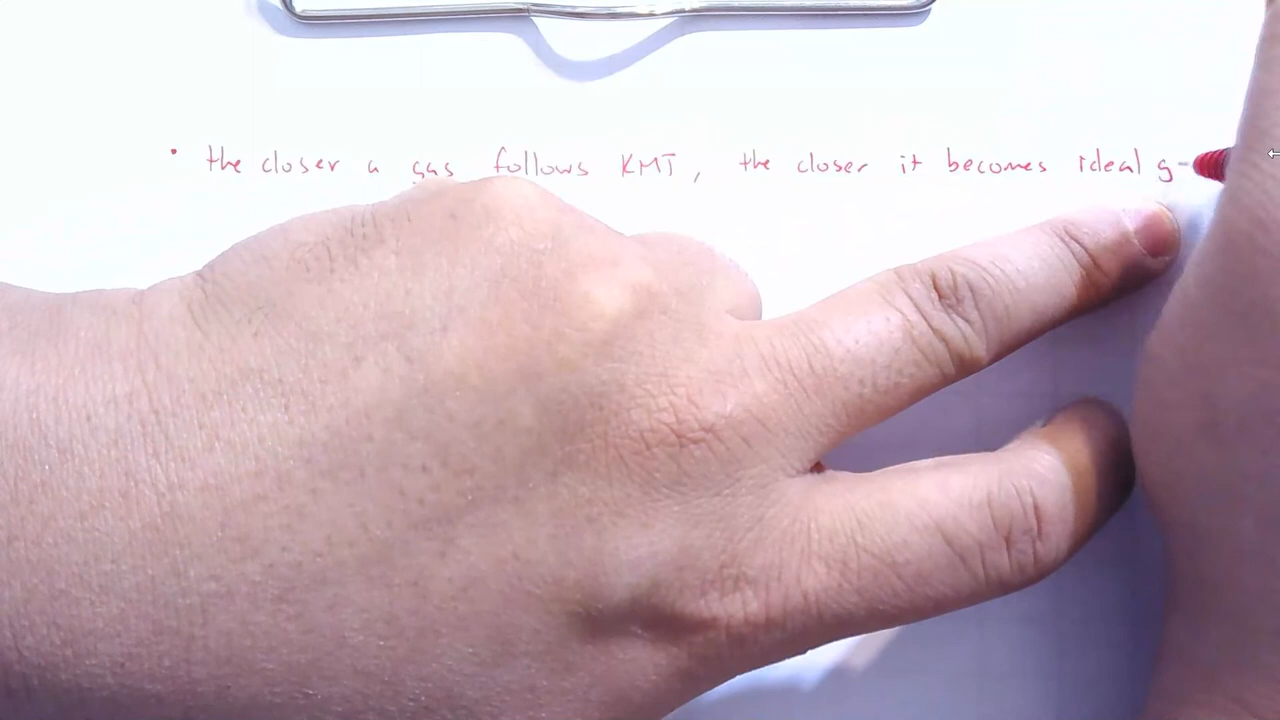 • the closer a gas follows KMT, the closer it becomes ideal g